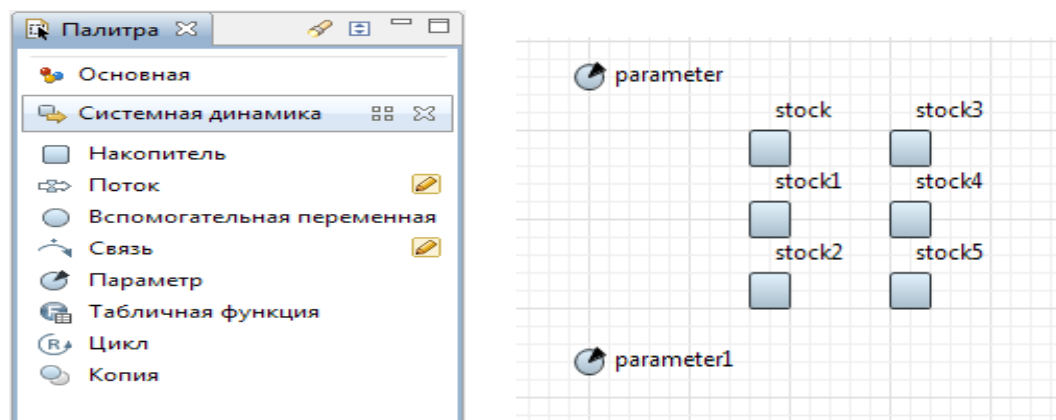 Палитра
Основная
Системная динамика
Накопитель
Поток
Вспомогательная переменная
Связь
Параметр
Табличная функция
R Цикл
Копия
parameter
stock stock3
stock1 stock4
stock2 stock5
parameter1